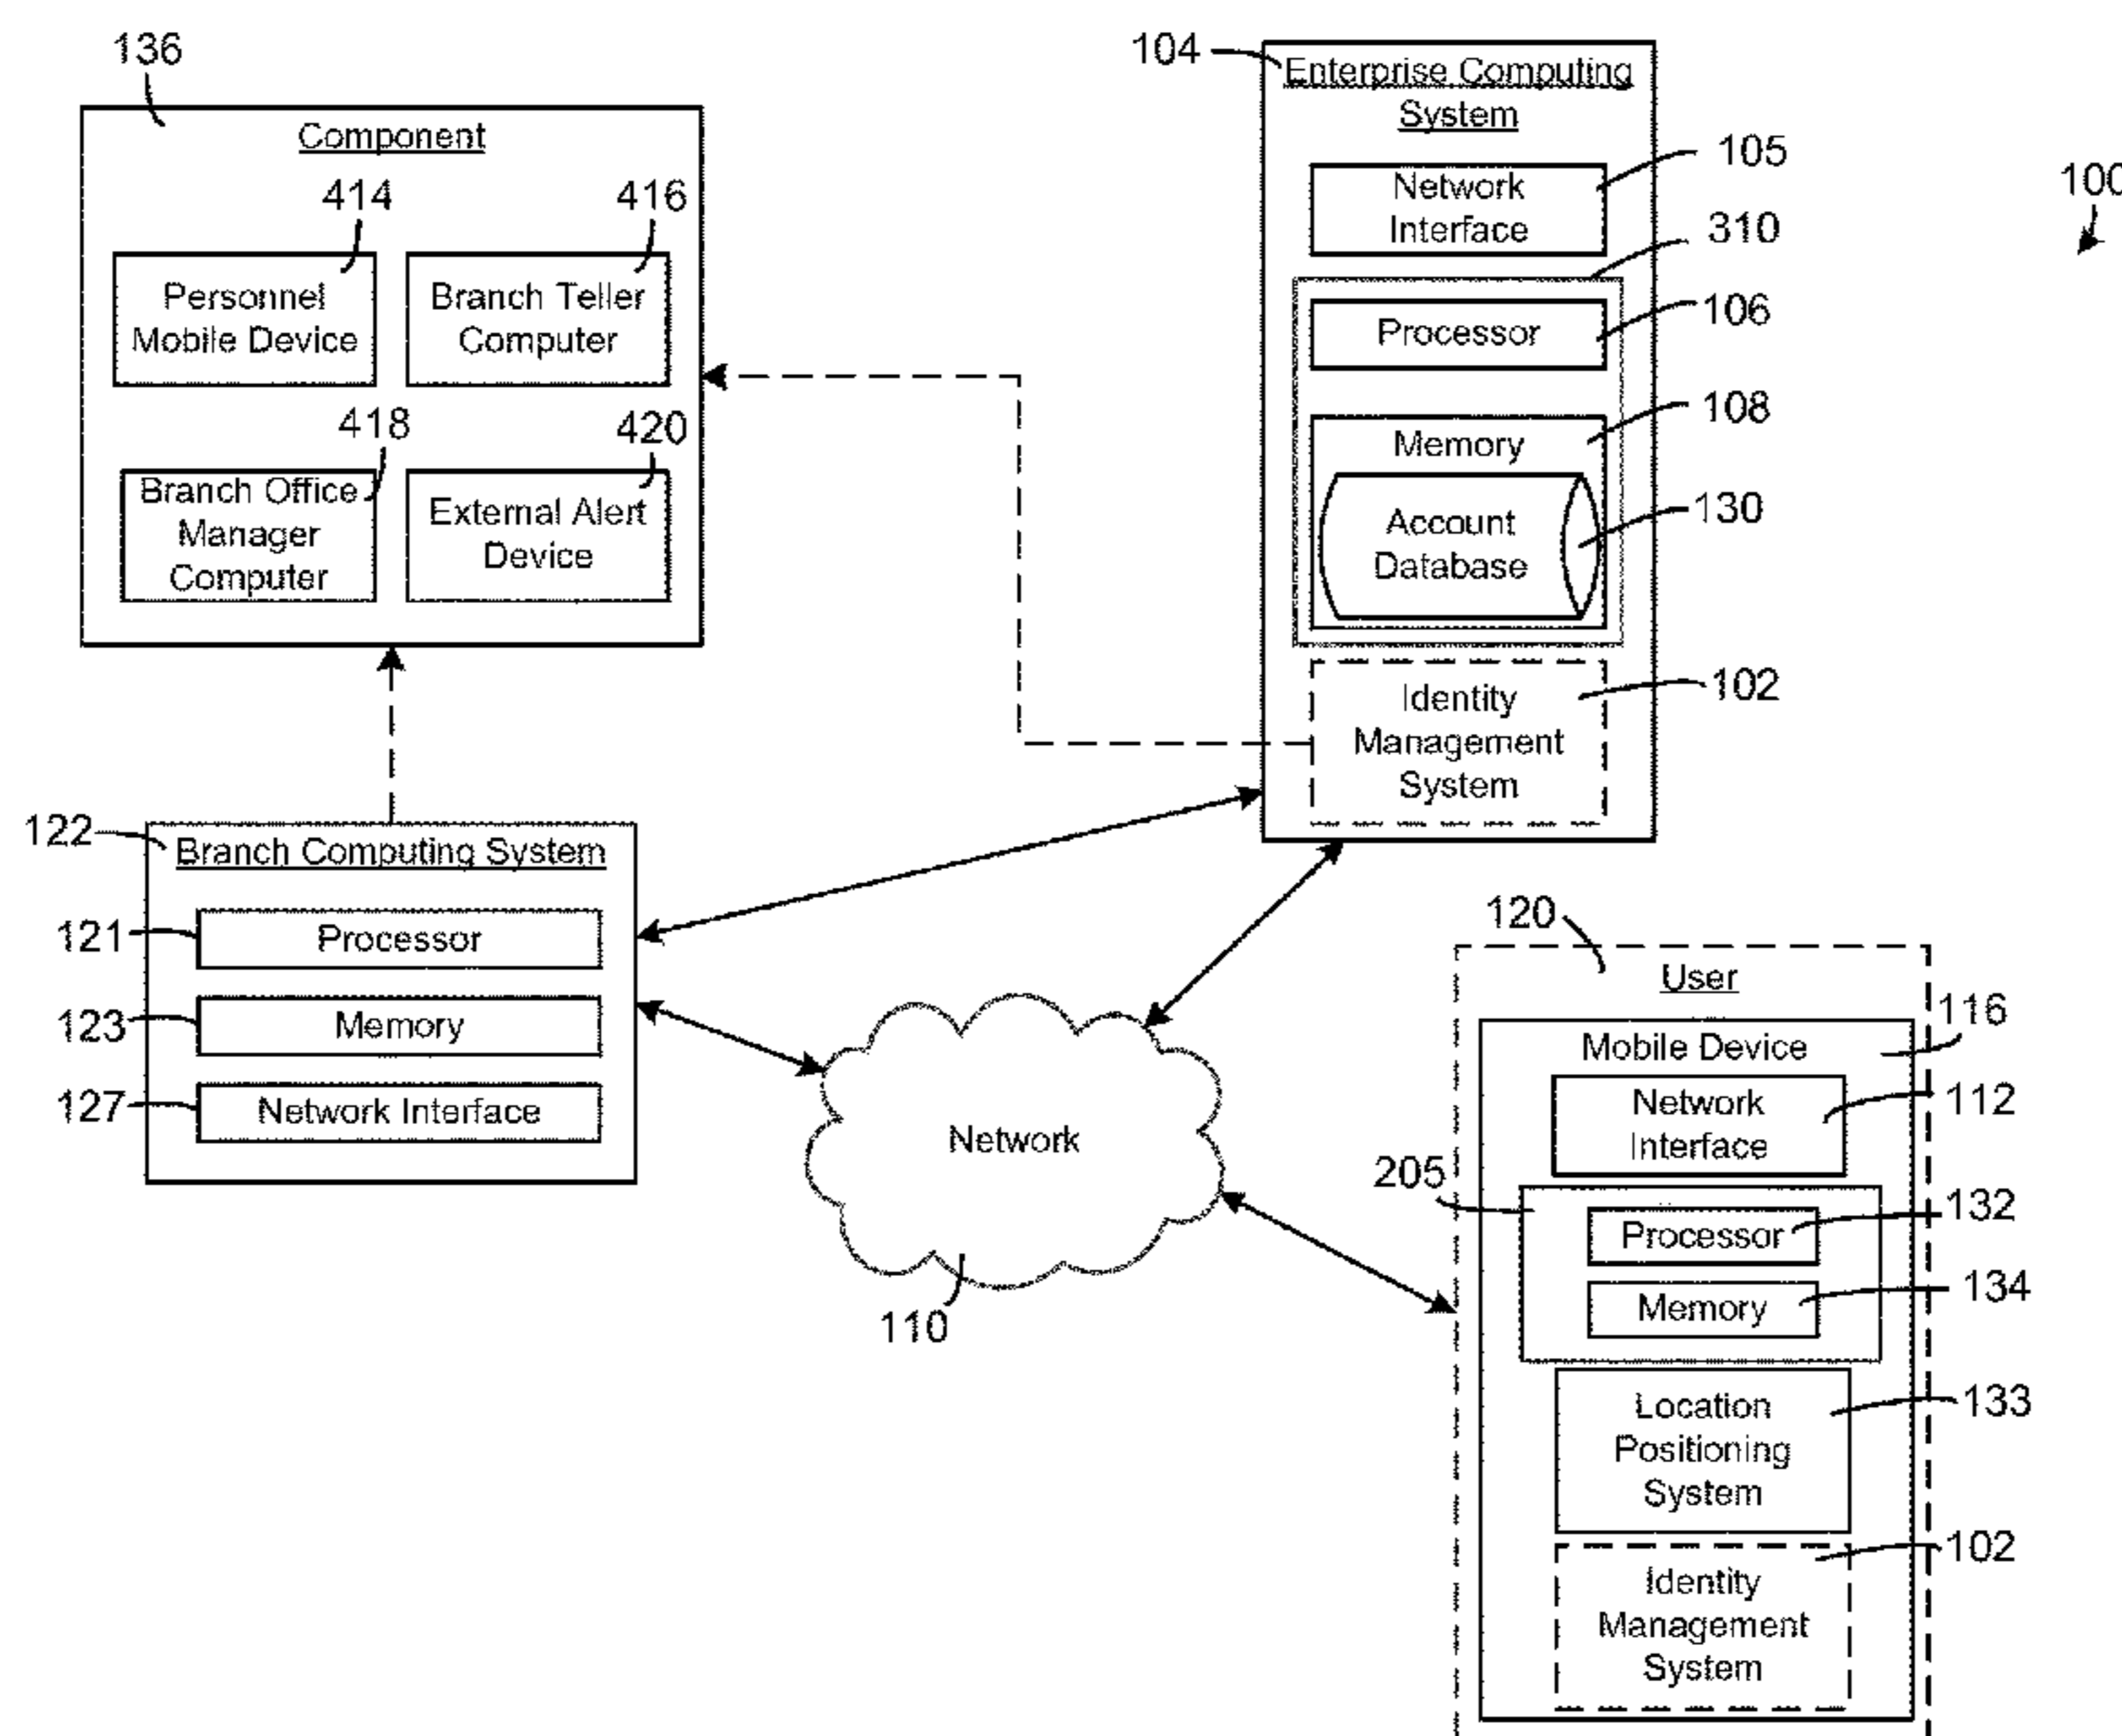 136
Component
414
416
Personnel
Mobile Device
Branch Teller
Computer
418
420
Branch Office
Manager
Computer
External Alert
Device
104
Enterprise Computing
System
105
Network
Interface
310
Processor
106
Memory
108
Account
Database
130
Identity
Management
System
102
100
122
Branch Computing System
121
Processor
123
Memory
127
Network Interface
Network
110
120
User
Mobile Device
116
Network
Interface
112
205
Processor
132
Memory
134
Location
Positioning
System
133
Identity
Management
System
102